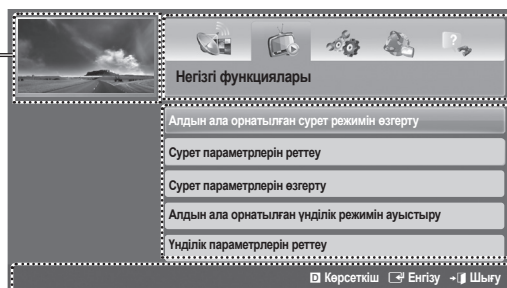 Негізгі функциялары
Алдын ала орнатылған сурет режимін өзгерту
Сурет параметрлерін реттеу
Сурет параметрлерін өзгерту
Алдын ала орнатылған үнділік режимін ауыстыру
Үнділік параметрлерін реттеу
D Көрсеткіш Енгізу Шығу